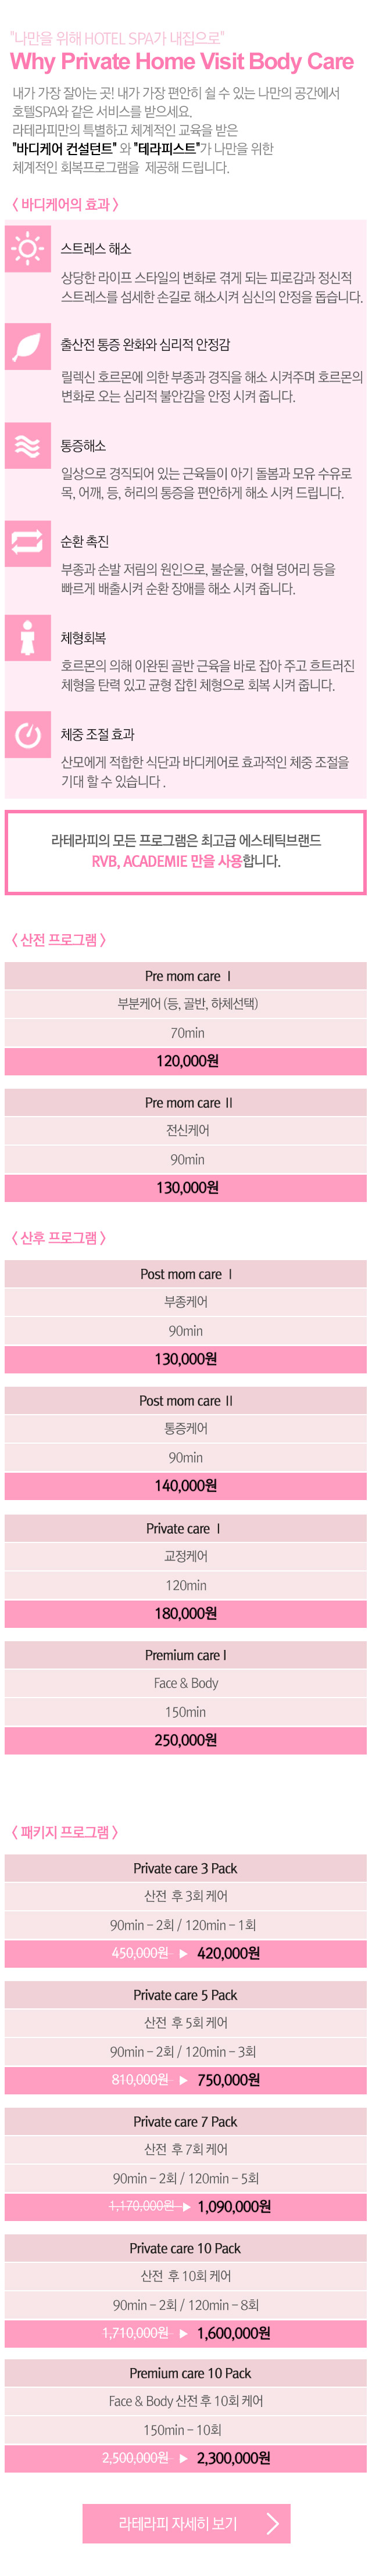 "나만을 위해 HOTEL SPA가 내집으로"
Why Private Home Visit Body Care
내가 가장 잘아는 곳! 내가 가장 편안히 쉴 수 있는 나만의 공간에서
호텔SPA와 같은 서비스를 받으세요.
라테라피만의 특별하고 체계적인 교육을 받은
"바디케어 컨설턴트" 와 "테라피스트"가 나만을 위한
체계적인 회복프로그램을 제공해 드립니다.
〈 바디케어의 효과 〉
스트레스 해소
상당한 라이프 스타일의 변화로 겪게 되는 피로감과 정신적
스트레스를 섬세한 손길로 해소시켜 심신의 안정을 돕습니다.
출산전 통증 완화와 심리적 안정감
릴렉신 호르몬에 의한 부종과 경직을 해소 시켜주며 호르몬의
변화로 오는 심리적 불안감을 안정 시켜 줍니다.
통증해소
일상으로 경직되어 있는 근육들이 아기 돌봄과 모유 수유로
목, 어깨, 등, 허리의 통증을 편안하게 해소 시켜 드립니다.
순환 촉진
부종과 손발 저림의 원인으로, 불순물, 어혈 덩어리 등을
빠르게 배출시켜 순환 장애를 해소 시켜 줍니다.
체형회복
호르몬의 의해 이완된 골반 근육을 바로 잡아 주고 흐트러진
체형을 탄력 있고 균형 잡힌 체형으로 회복 시켜 줍니다.
체중 조절 효과
산모에게 적합한 식단과 바디케어로 효과적인 체중 조절을
기대 할 수 있습니다 .
라테라피의 모든 프로그램은 최고급 에스테틱브랜드
RVB, ACADEMIE 만을 사용합니다.
〈 산전 프로그램 〉
Pre mom care Ⅰ
부분케어 (등, 골반, 하체선택)
70min
120,000원
Pre mom care Ⅱ
전신케어
90min
130,000원
〈 산후 프로그램 〉
Post mom care Ⅰ
부종케어
90min
130,000원
Post mom care Ⅱ
통증케어
90min
140,000원
Private care Ⅰ
교정케어
120min
180,000원
Premium care I
Face & Body
150min
250,000원
〈 패키지 프로그램 〉
Private care 3 Pack
산전 후 3회 케어
90min – 2회 / 120min – 1회
450,000원 ▶ 420,000원
Private care 5 Pack
산전 후 5회 케어
90min – 2회 / 120min – 3회
810,000원 ▶ 750,000원
Private care 7 Pack
산전 후 7회 케어
90min – 2회 / 120min – 5회
1,170,000원 ▶ 1,090,000원
Private care 10 Pack
산전 후 10회 케어
90min – 2회 / 120min – 8회
1,710,000원 ▶ 1,600,000원
Premium care 10 Pack
Face & Body 산전 후 10회 케어
150min – 10회
2,500,000원 ▶ 2,300,000원
라테라피 자세히 보기